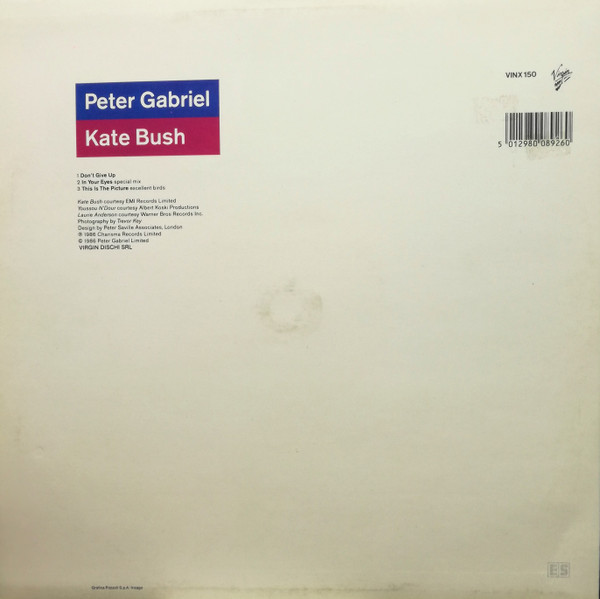 VINX 150
Virgin
Peter Gabriel
Kate Bush
5 012980 089260
1 Don't Give Up
2 In Your Eyes special mix
3 This Is The Picture excellent birds
Kate Bush courtesy EMI Records Limited
Youssou N'Dour courtesy Albert Koski Productions
Laurie Anderson courtesy Warner Bros Records Inc.
Photography by Trevor Key
Design by Peter Saville Associates, London
℗ 1986 Charisma Records Limited
© 1986 Peter Gabriel Limited
VIRGIN DISCHI SRL
ES